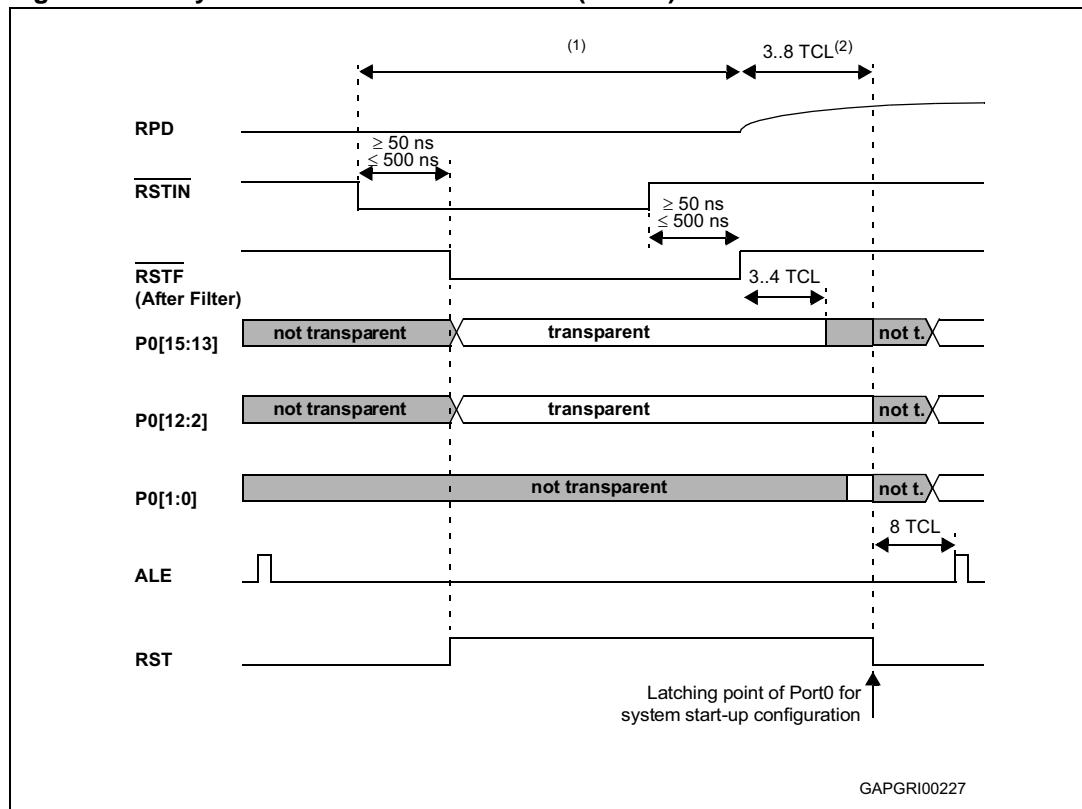 (1)
3..8 TCL(2)
RPD
≥ 50 ns
≤ 500 ns
RSTIN
≥ 50 ns
≤ 500 ns
RSTF
(After Filter)
3..4 TCL
P0[15:13]
not transparent
transparent
not t.
P0[12:2]
not transparent
transparent
not t.
P0[1:0]
not transparent
not t.
8 TCL
ALE
RST
Latching point of Port0 for
system start-up configuration
GAPGRI00227